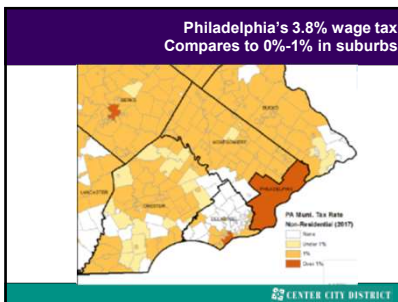 Philadelphia's 3.8% wage tax
Compares to 0%-1% in suburbs
BERKS
BUCKS
MONTGOMERY
LANCASTER
CHESTER
PHILADELPHIA
DELAWARE
PA Muni. Tax Rate
Non-Residential (2017)
None
Under 1%
1%
Over 1%
CENTER CITY DISTRICT